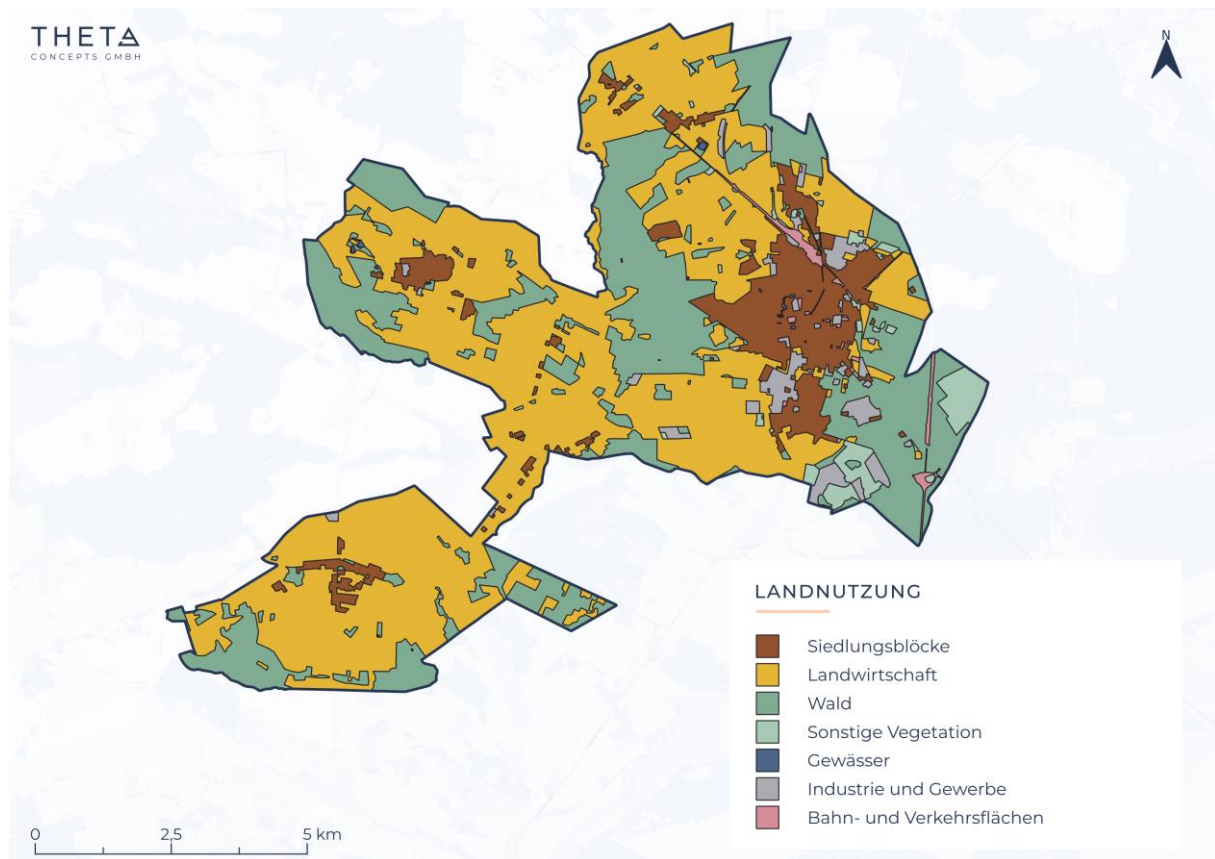 THETA
CONCEPTS GMBH
N
LANDNUTZUNG
Siedlungsblöcke
Landwirtschaft
Wald
Sonstige Vegetation
Gewässer
Industrie und Gewerbe
Bahn- und Verkehrsflächen
0 2,5 5 km